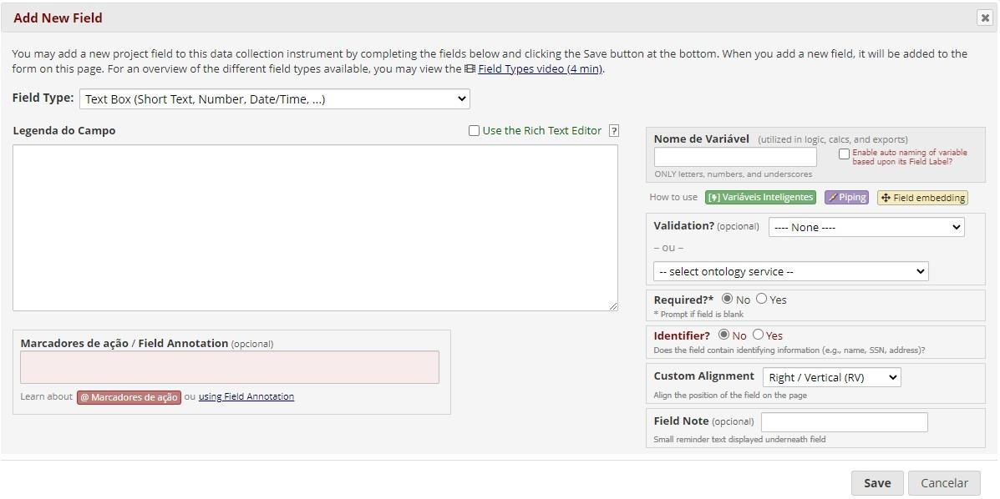 Add New Field
You may add a new project field to this data collection instrument by completing the fields below and clicking the Save button at the bottom. When you add a new field, it will be added to the
form on this page. For an overview of the different field types available, you may view the Field Types video (4 min).
Field Type: Text Box (Short Text, Number, Date/Time, ...)
Legenda do Campo
Use the Rich Text Editor ?
Marcadores de ação / Field Annotation (optional)
Learn about @ Marcadores de ação ou using Field Annotation
Nome de Variável (utilized in logic, calcs, and exports)
Enable auto naming of variable
based upon its Field Label?
ONLY letters, numbers, and underscores
How to use Variáveis Inteligentes Piping Field embedding
Validation? (optional) ---- None ----
– ou –
-- select ontology service --
Required?* No Yes
* Prompt if field is blank
Identifier? No Yes
Does the field contain identifying information (e.g., name, SSN, address)?
Custom Alignment Right / Vertical (RV)
Align the position of the field on the page
Field Note (optional)
Small reminder text displayed underneath field
Save Cancelar